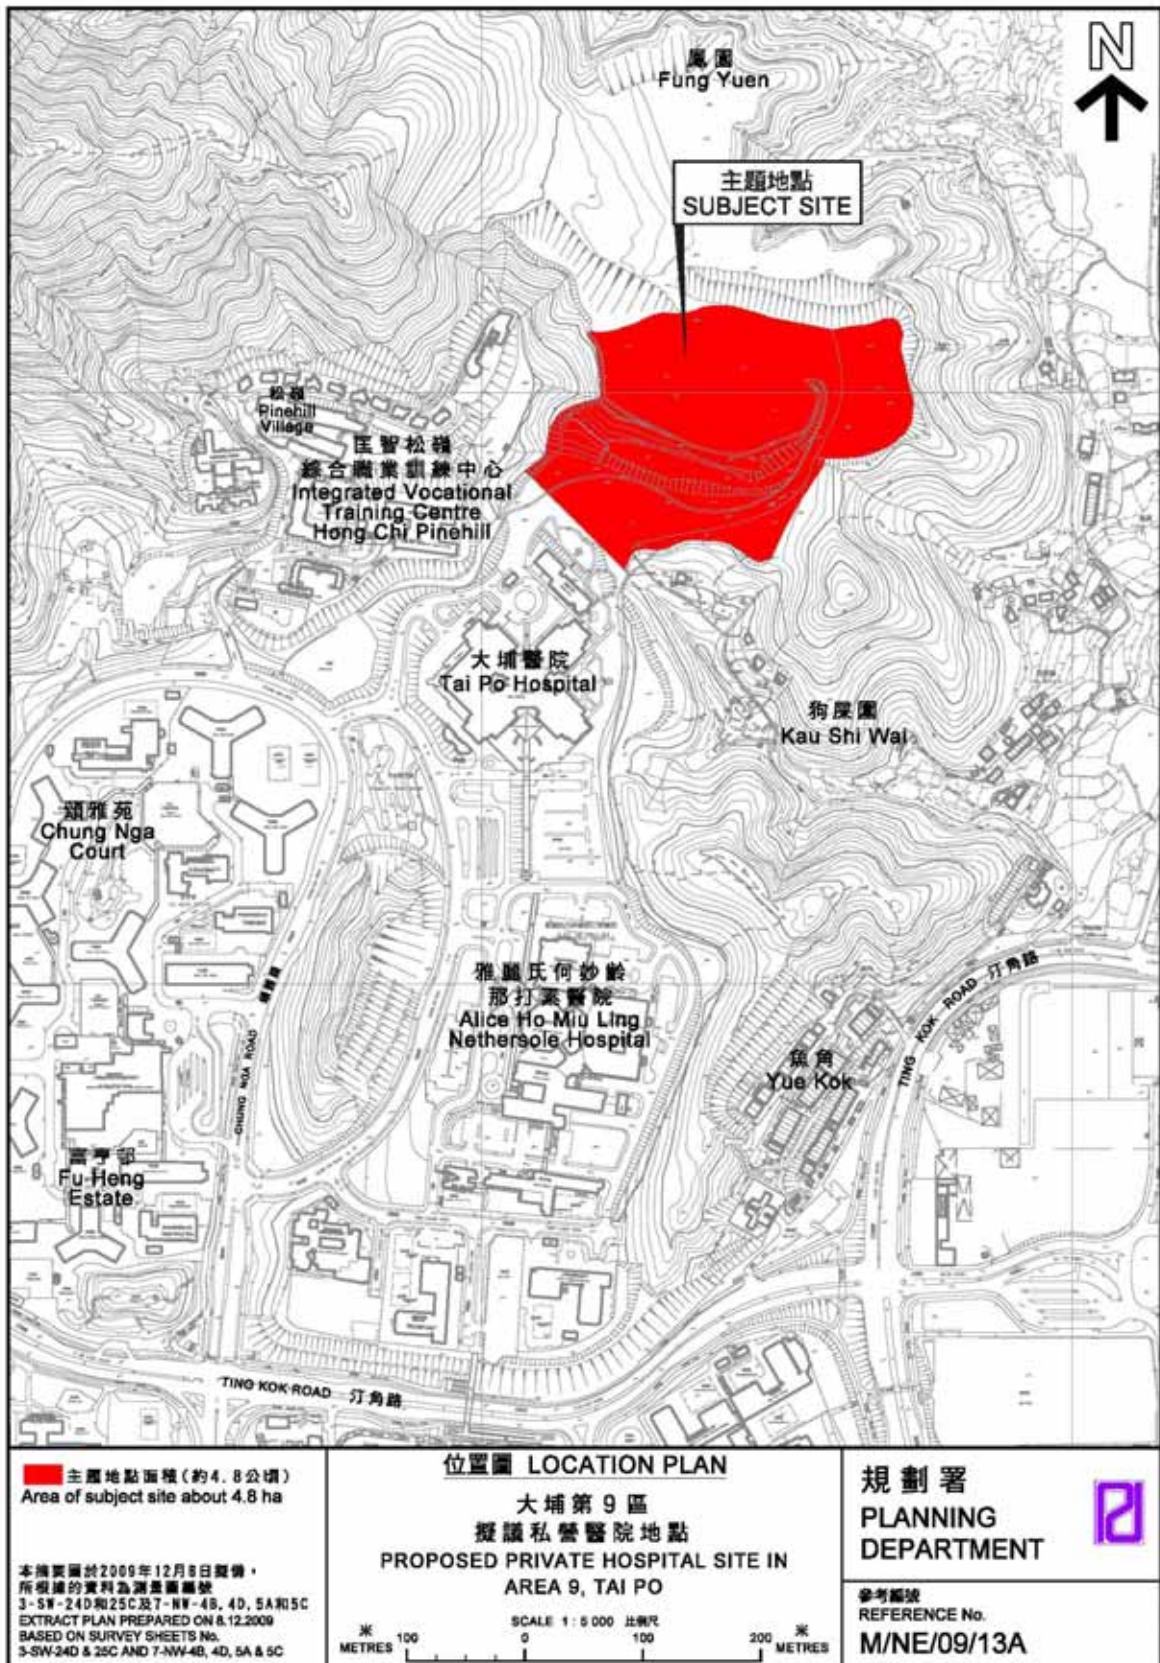 鳳園
Fung Yuen
N
主題地點
SUBJECT SITE
松嶺
Pinehill
Village
匡智松嶺
綜合職業訓練中心
Integrated Vocational
Training Centre
Hong Chi Pinehill
大埔醫院
Tai Po Hospital
狗屎圍
Kau Shi Wai
頌雅苑
Chung Nga
Court
雅麗氏何妙齡
那打素醫院
Alice Ho Miu Ling
Nethersole Hospital
CHUNG NGA ROAD 頌雅路
TING KOK ROAD 汀角路
魚角
Yue Kok
富亨邨
Fu Heng
Estate
TING KOK ROAD 汀角路
主題地點面積(約4.8公頃)
Area of subject site about 4.8 ha
本摘要圖於2009年12月8日擬備,
所根據的資料為測量圖編號
3-SW-24D和25C及7-NW-4B, 4D, 5A和5C
EXTRACT PLAN PREPARED ON 8.12.2009
BASED ON SURVEY SHEETS No.
3-SW-24D & 25C AND 7-NW-4B, 4D, 5A & 5C
位置圖 LOCATION PLAN
大埔第9區
擬議私營醫院地點
PROPOSED PRIVATE HOSPITAL SITE IN
AREA 9, TAI PO
SCALE 1:5 000 比例尺
米 METRES 100 0 100 200 米 METRES
規劃署
PLANNING
DEPARTMENT
參考編號
REFERENCE No.
M/NE/09/13A